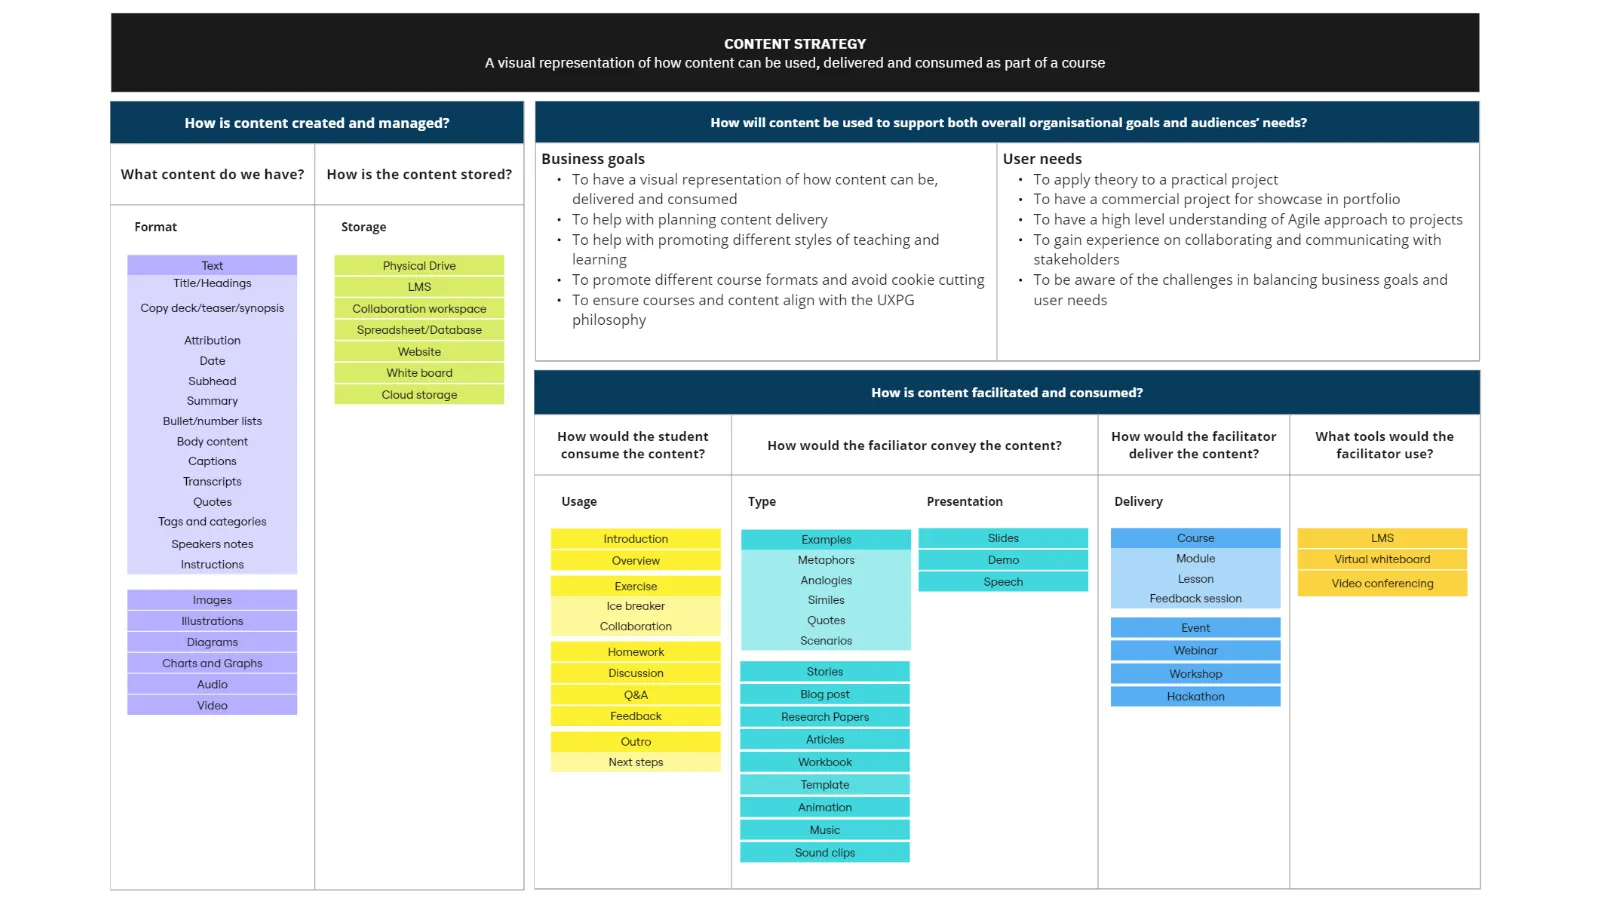 CONTENT STRATEGY
A visual representation of how content can be used, delivered and consumed as part of a course
How is content created and managed?
What content do we have?
How is the content stored?
Format
Text
Title/Headings
Copy deck/teaser/synopsis
Attribution
Date
Subhead
Summary
Bullet/number lists
Body content
Captions
Transcripts
Quotes
Tags and categories
Speakers notes
Instructions
Images
Illustrations
Diagrams
Charts and Graphs
Audio
Video
Storage
Physical Drive
LMS
Collaboration workspace
Spreadsheet/Database
Website
White board
Cloud storage
How will content be used to support both overall organisational goals and audiences’ needs?
Business goals
• To have a visual representation of how content can be,
delivered and consumed
• To help with planning content delivery
• To help with promoting different styles of teaching and
learning
• To promote different course formats and avoid cookie cutting
• To ensure courses and content align with the UXPG
philosophy
User needs
• To apply theory to a practical project
• To have a commercial project for showcase in portfolio
• To have a high level understanding of Agile approach to projects
• To gain experience on collaborating and communicating with
stakeholders
• To be aware of the challenges in balancing business goals and
user needs
How is content facilitated and consumed?
How would the student
consume the content?
How would the faciliator convey the content?
How would the facilitator
deliver the content?
What tools would the
facilitator use?
Usage
Introduction
Overview
Exercise
Ice breaker
Collaboration
Homework
Discussion
Q&A
Feedback
Outro
Next steps
Type
Examples
Metaphors
Analogies
Similes
Quotes
Scenarios
Stories
Blog post
Research Papers
Articles
Workbook
Template
Animation
Music
Sound clips
Presentation
Slides
Demo
Speech
Delivery
Course
Module
Lesson
Feedback session
Event
Webinar
Workshop
Hackathon
LMS
Virtual whiteboard
Video conferencing